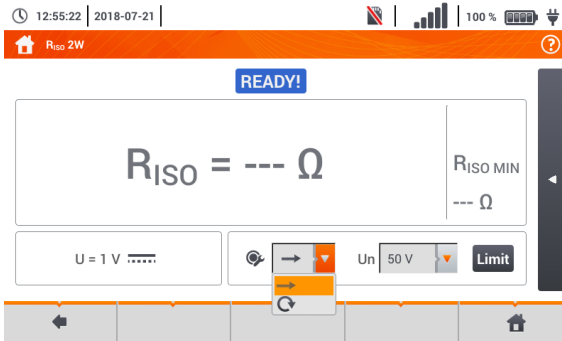 12:55:22 2018-07-21 100 %
RISO 2W
READY!
RISO = --- Ω
RISO MIN
--- Ω
U = 1 V
Un 50 V Limit